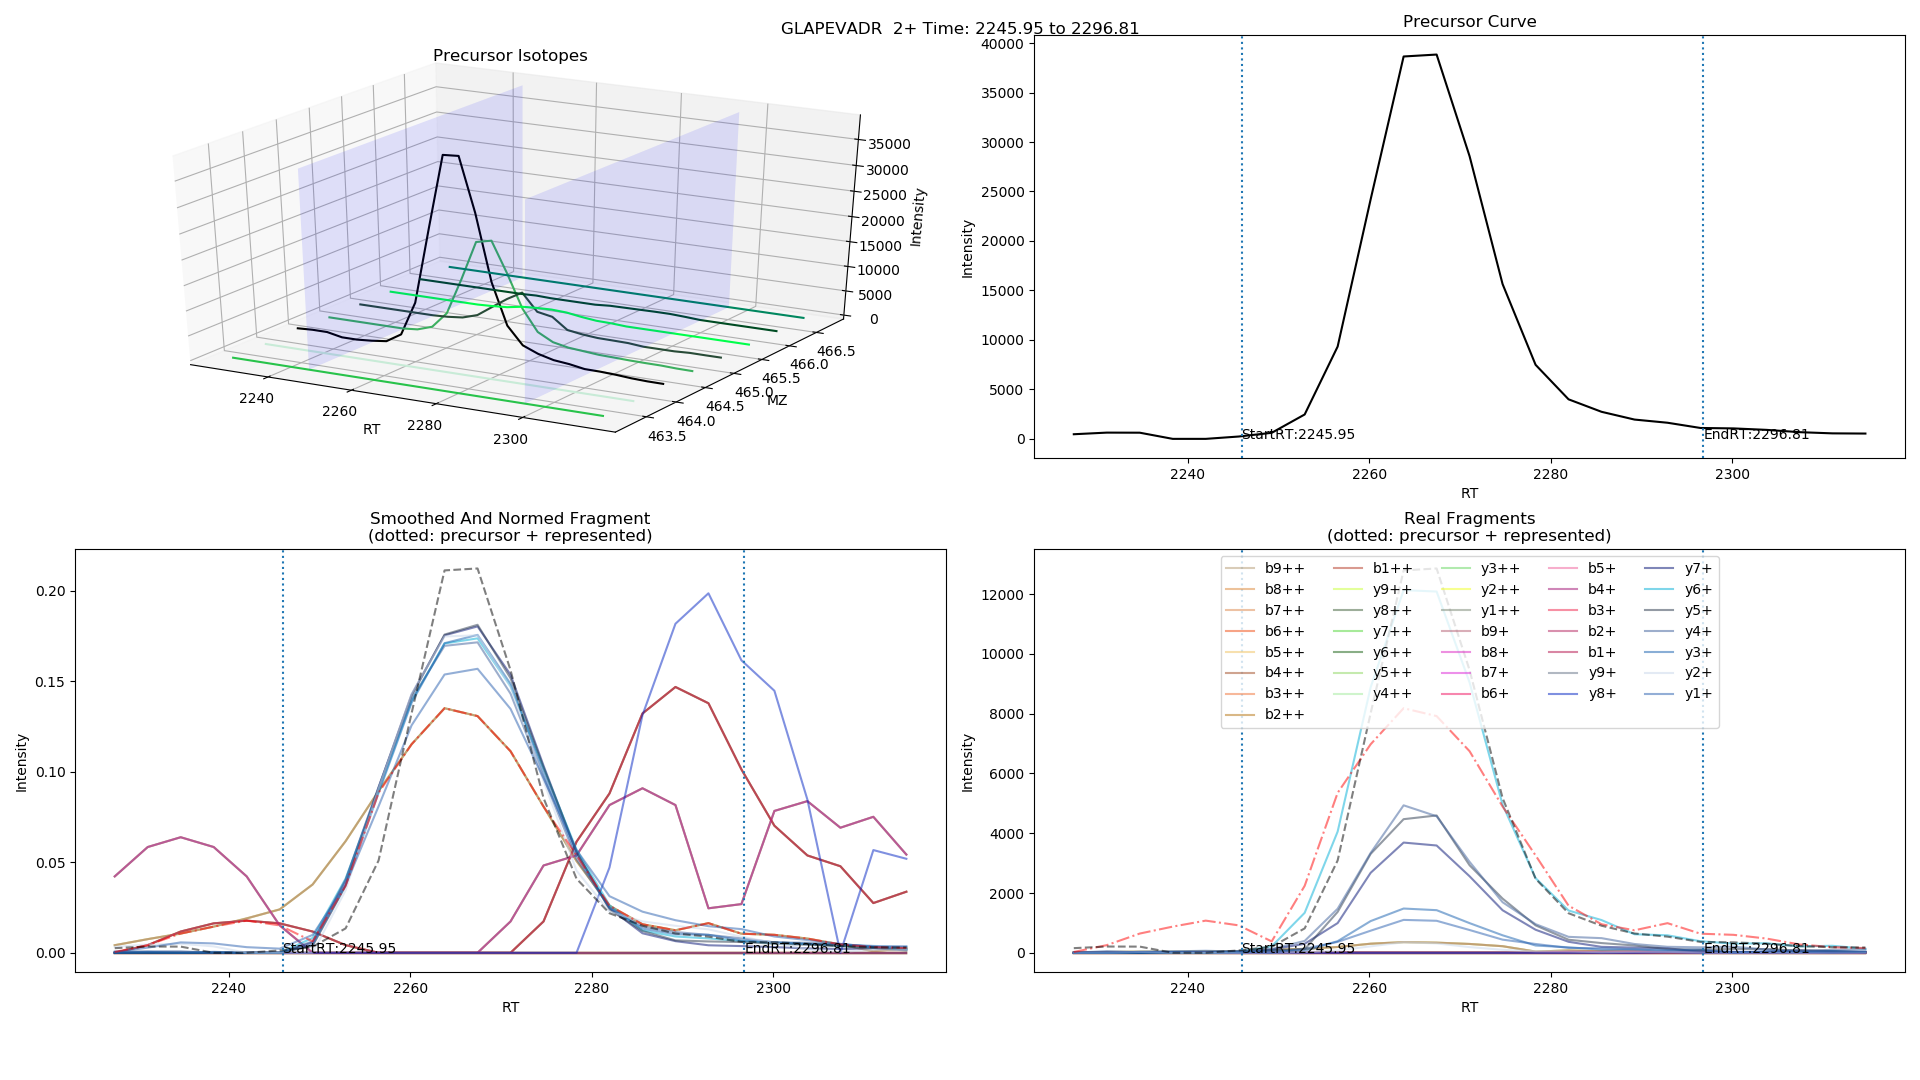 GLAPEVADR  2+ Time: 2245.95 to 2296.81
Precursor Isotopes
35000
30000
25000
20000
15000
10000
5000
0
Intensity
466.5
466.0
465.5
465.0
464.5
464.0
463.5
MZ
2240
2260
2280
2300
RT
Precursor Curve
40000
35000
30000
25000
20000
15000
10000
5000
0
Intensity
StartRT:2245.95
EndRT:2296.81
2240 2260 2280 2300
RT
Smoothed And Normed Fragment
(dotted: precursor + represented)
0.20
0.15
0.10
0.05
0.00
Intensity
StartRT:2245.95
EndRT:2296.81
2240 2260 2280 2300
RT
Real Fragments
(dotted: precursor + represented)
12000
10000
8000
6000
4000
2000
0
Intensity
b9++ b1++ y3++ b5+ y7+
b8++ y9++ y2++ b4+ y6+
b7++ y8++ y1++ b3+ y5+
b6++ y7++ b9+ b2+ y4+
b5++ y6++ b8+ b1+ y3+
b4++ y5++ b7+ y9+ y2+
b3++ y4++ b6+ y8+ y1+
b2++
StartRT:2245.95
EndRT:2296.81
2240 2260 2280 2300
RT